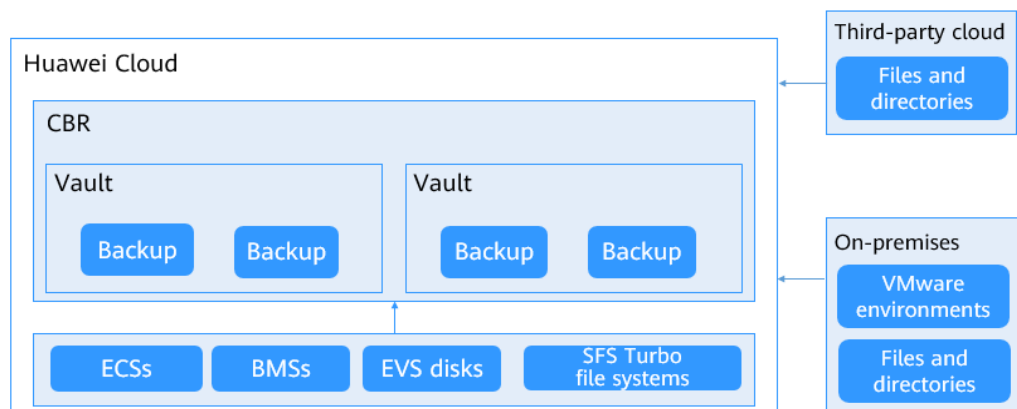 Third-party cloud
Files and
directories
Huawei Cloud
CBR
Vault
Backup
Backup
Vault
Backup
Backup
On-premises
VMware
environments
Files and
directories
ECSs
BMSs
EVS disks
SFS Turbo
file systems